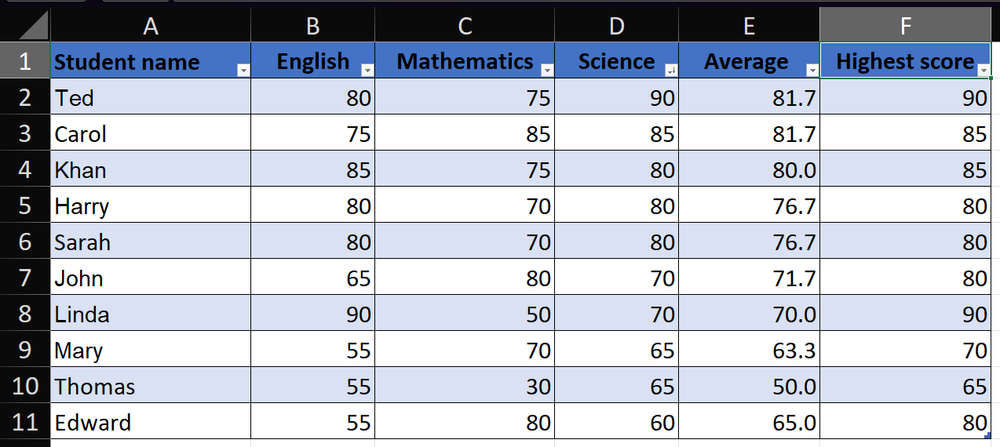 A B C D E F
1 Student name English Mathematics Science Average Highest score
2 Ted 80 75 90 81.7 90
3 Carol 75 85 85 81.7 85
4 Khan 85 75 80 80.0 85
5 Harry 80 70 80 76.7 80
6 Sarah 80 70 80 76.7 80
7 John 65 80 70 71.7 80
8 Linda 90 50 70 70.0 90
9 Mary 55 70 65 63.3 70
10 Thomas 55 30 65 50.0 65
11 Edward 55 80 60 65.0 80